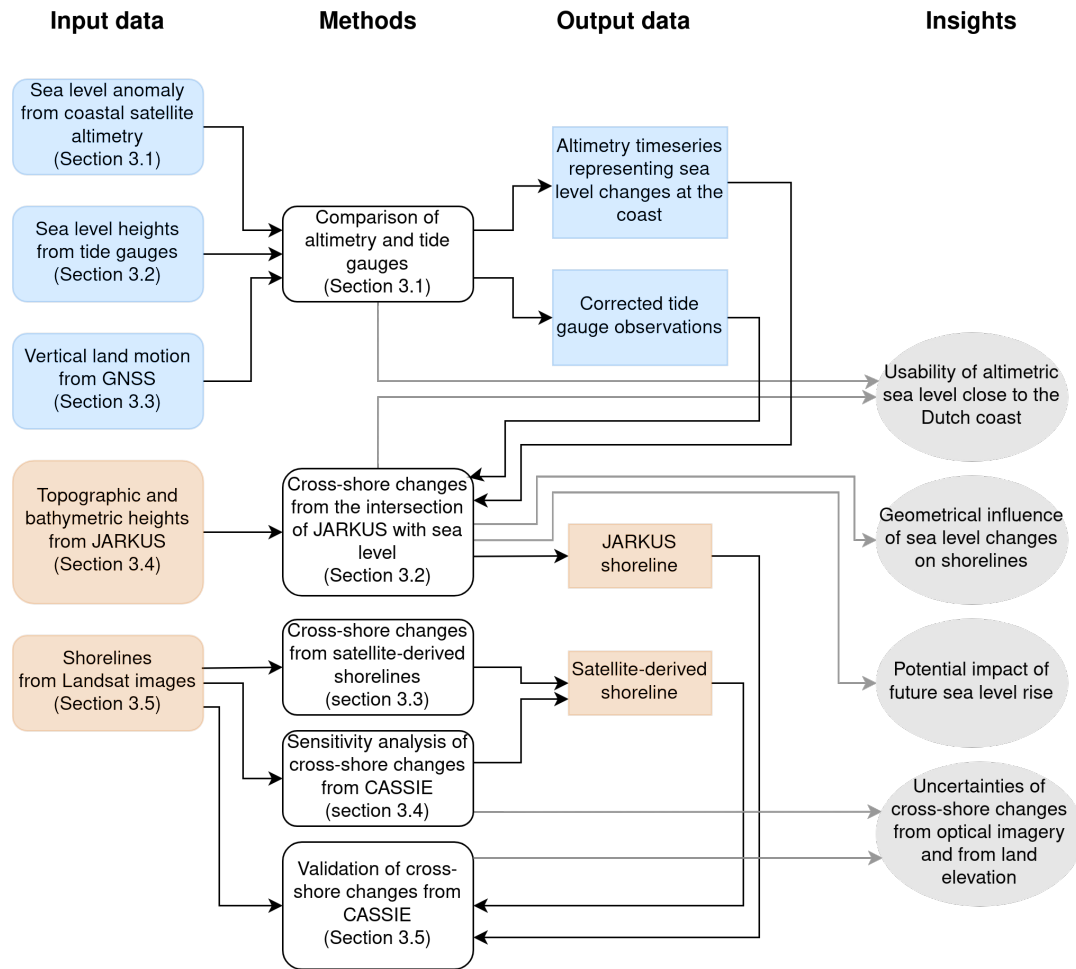 Input data
Methods
Output data
Insights
Sea level anomaly
from coastal satellite
altimetry
(Section 3.1)
Sea level heights
from tide gauges
(Section 3.2)
Vertical land motion
from GNSS
(Section 3.3)
Topographic and
bathymetric heights
from JARKUS
(Section 3.4)
Shorelines
from Landsat images
(Section 3.5)
Comparison of
altimetry and tide
gauges
(Section 3.1)
Cross-shore changes
from the intersection
of JARKUS with sea
level
(Section 3.2)
Cross-shore changes
from satellite-derived
shorelines
(section 3.3)
Sensitivity analysis of
cross-shore changes
from CASSIE
(section 3.4)
Validation of cross-
shore changes from
CASSIE
(Section 3.5)
Altimetry timeseries
representing sea
level changes at the
coast
Corrected tide
gauge observations
JARKUS
shoreline
Satellite-derived
shoreline
Usability of altimetric
sea level close to the
Dutch coast
Geometrical influence
of sea level changes
on shorelines
Potential impact of
future sea level rise
Uncertainties of
cross-shore changes
from optical imagery
and from land
elevation